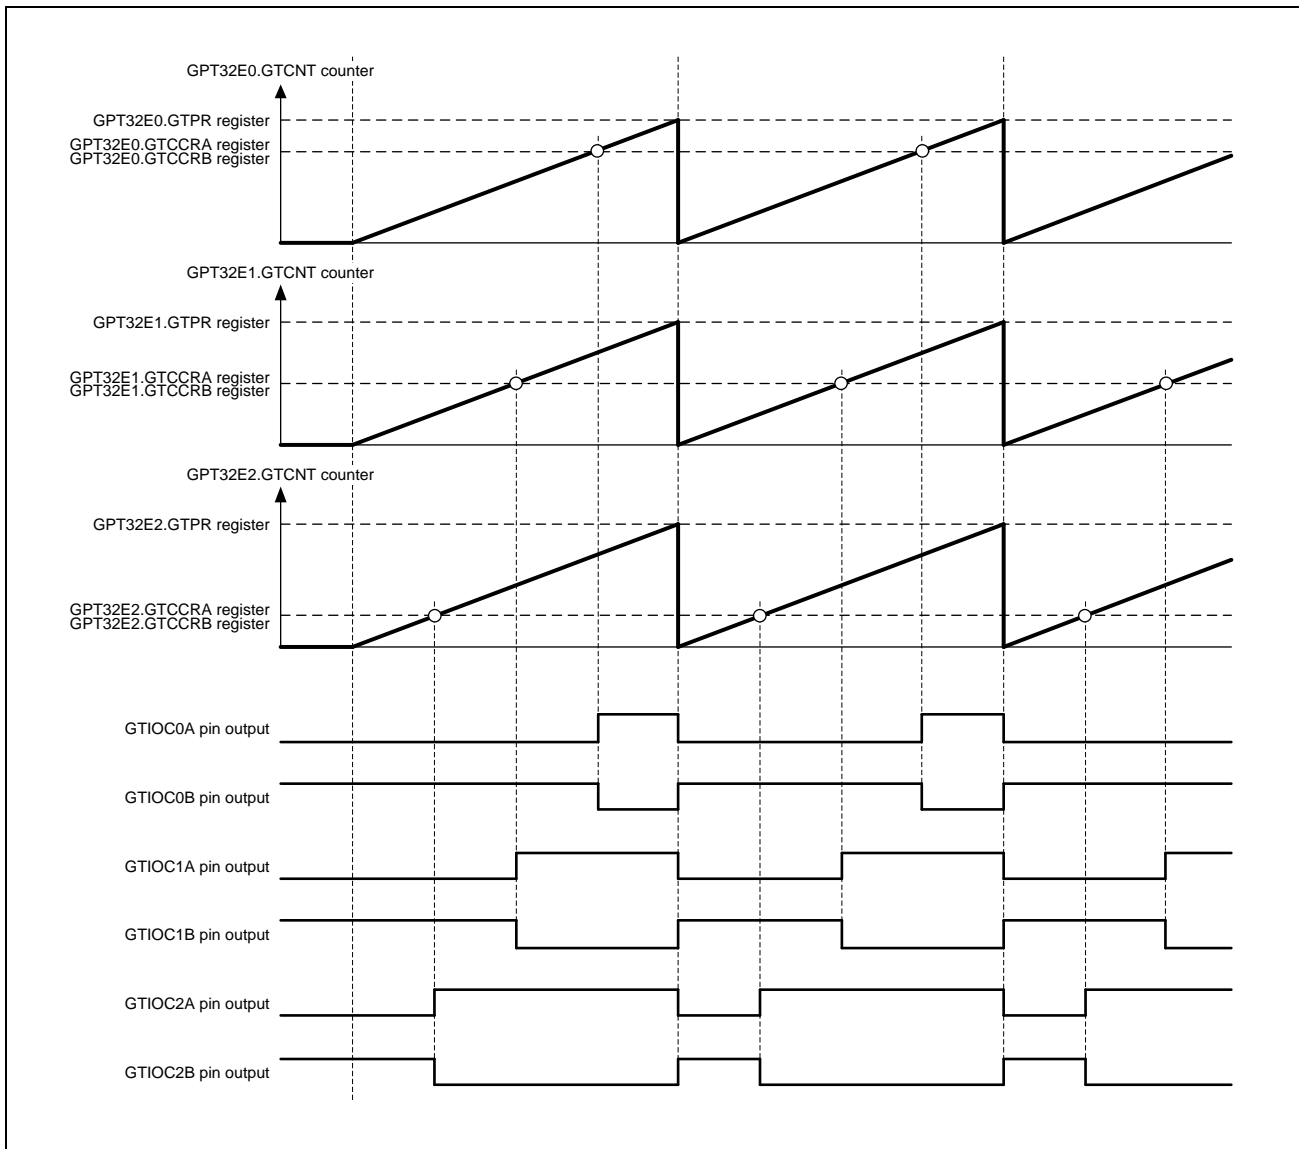 GPT32E0.GTCNT counter
GPT32E0.GTPR register
GPT32E0.GTCCRA register
GPT32E0.GTCCRB register
GPT32E1.GTCNT counter
GPT32E1.GTPR register
GPT32E1.GTCCRA register
GPT32E1.GTCCRB register
GPT32E2.GTCNT counter
GPT32E2.GTPR register
GPT32E2.GTCCRA register
GPT32E2.GTCCRB register
GTIOC0A pin output
GTIOC0B pin output
GTIOC1A pin output
GTIOC1B pin output
GTIOC2A pin output
GTIOC2B pin output